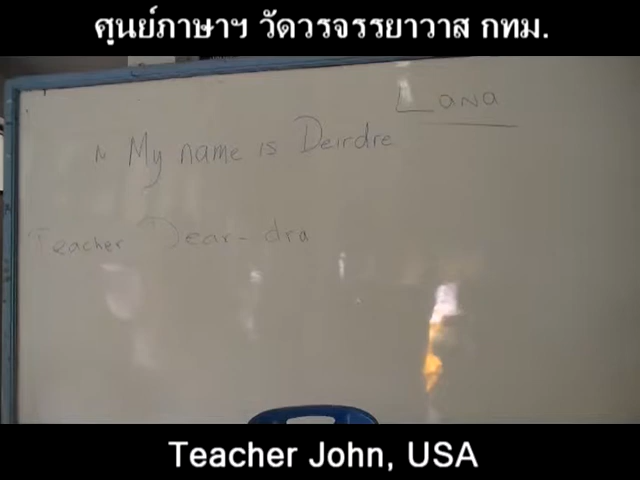 ศูนย์ภาษาฯ วัดวรจรรยาวาส กทม.
Lana
My name is Deirdre
Teacher Dear-dra
Teacher John, USA